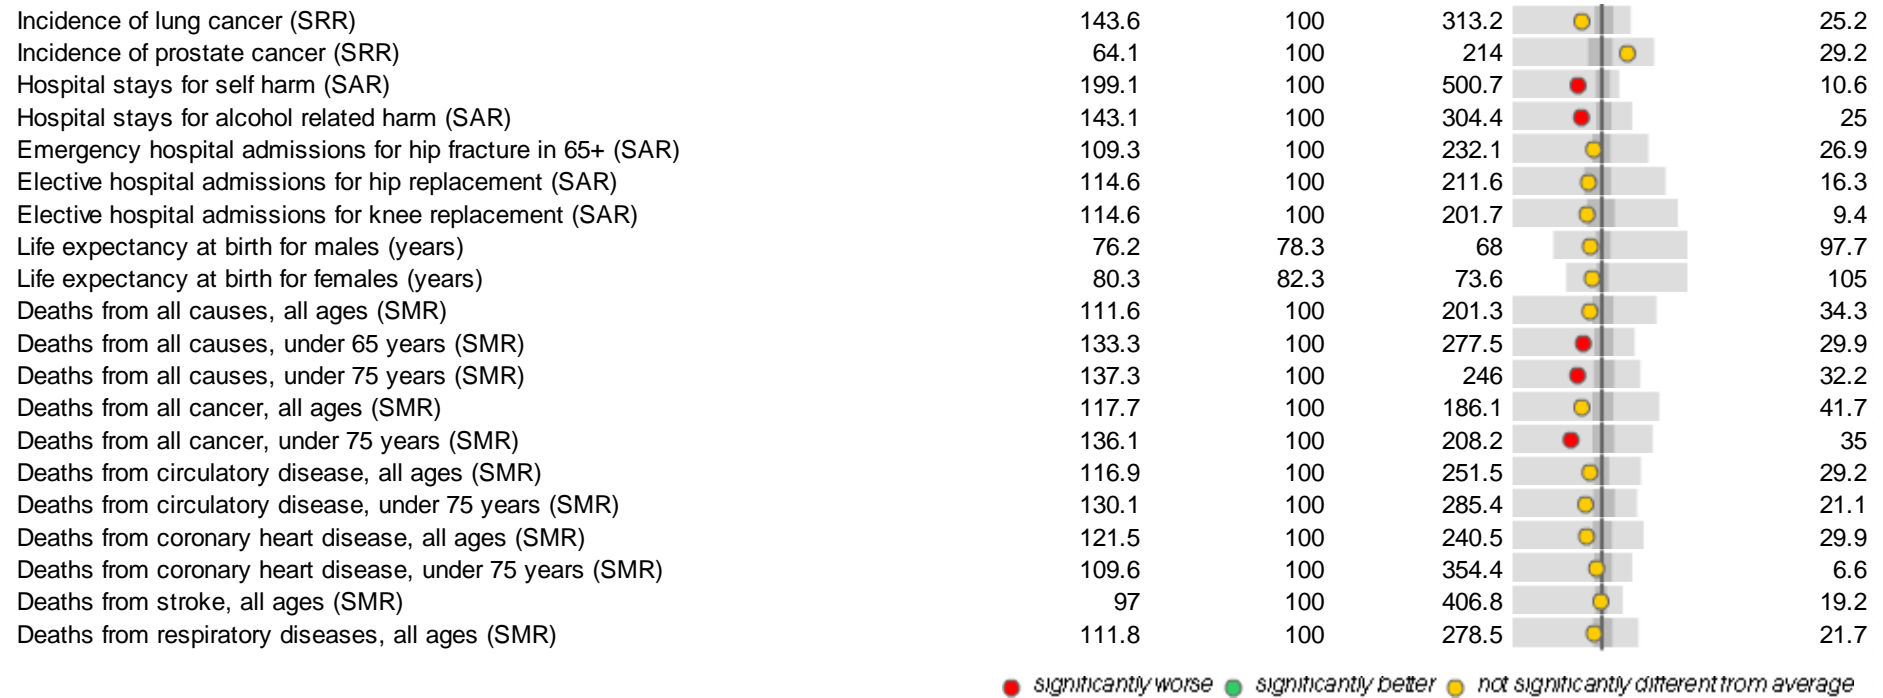 Incidence of lung cancer (SRR) 143.6 100 313.2 25.2
Incidence of prostate cancer (SRR) 64.1 100 214 29.2
Hospital stays for self harm (SAR) 199.1 100 500.7 10.6
Hospital stays for alcohol related harm (SAR) 143.1 100 304.4 25
Emergency hospital admissions for hip fracture in 65+ (SAR) 109.3 100 232.1 26.9
Elective hospital admissions for hip replacement (SAR) 114.6 100 211.6 16.3
Elective hospital admissions for knee replacement (SAR) 114.6 100 201.7 9.4
Life expectancy at birth for males (years) 76.2 78.3 68 97.7
Life expectancy at birth for females (years) 80.3 82.3 73.6 105
Deaths from all causes, all ages (SMR) 111.6 100 201.3 34.3
Deaths from all causes, under 65 years (SMR) 133.3 100 277.5 29.9
Deaths from all causes, under 75 years (SMR) 137.3 100 246 32.2
Deaths from all cancer, all ages (SMR) 117.7 100 186.1 41.7
Deaths from all cancer, under 75 years (SMR) 136.1 100 208.2 35
Deaths from circulatory disease, all ages (SMR) 116.9 100 251.5 29.2
Deaths from circulatory disease, under 75 years (SMR) 130.1 100 285.4 21.1
Deaths from coronary heart disease, all ages (SMR) 121.5 100 240.5 29.9
Deaths from coronary heart disease, under 75 years (SMR) 109.6 100 354.4 6.6
Deaths from stroke, all ages (SMR) 97 100 406.8 19.2
Deaths from respiratory diseases, all ages (SMR) 111.8 100 278.5 21.7
significantly worse significantly better not significantly different from average